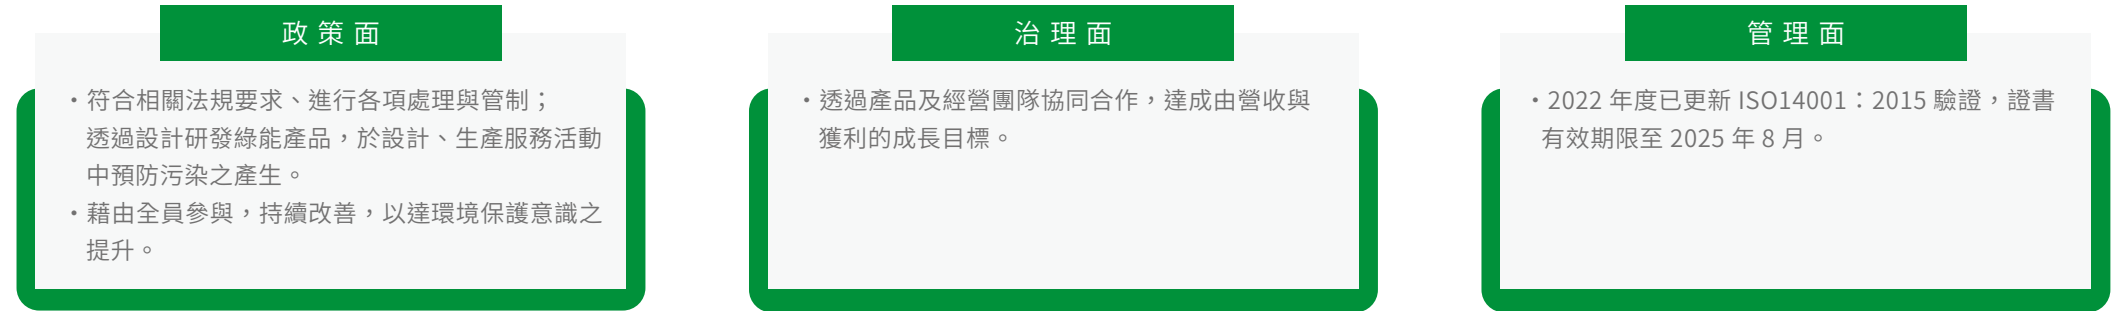 政策面
・符合相關法規要求、進行各項處理與管制；
透過設計研發綠能產品，於設計、生產服務活動
中預防污染之產生。
・藉由全員參與，持續改善，以達環境保護意識之
提升。
治理面
・透過產品及經營團隊協同合作，達成由營收與
獲利的成長目標。
管理面
・2022 年度已更新 ISO14001：2015 驗證，證書
有效期限至 2025 年 8 月。